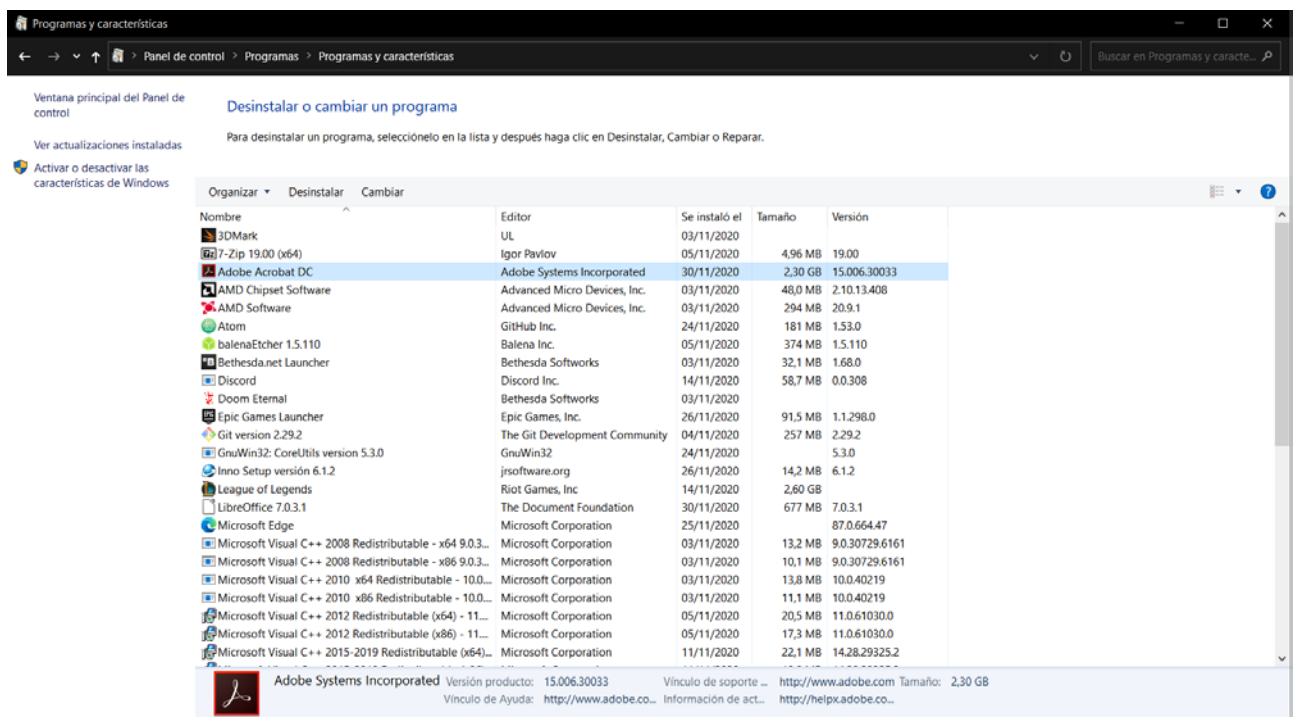 Programas y características
Panel de control > Programas > Programas y características
Buscar en Programas y caracte...
Ventana principal del Panel de
control
Ver actualizaciones instaladas
Activar o desactivar las
características de Windows
Desinstalar o cambiar un programa
Para desinstalar un programa, selecciónelo en la lista y después haga clic en Desinstalar, Cambiar o Reparar.
Organizar Desinstalar Cambiar
Nombre Editor Se instaló el Tamaño Versión
3DMark UL 03/11/2020
7-Zip 19.00 (x64) Igor Pavlov 05/11/2020 4,96 MB 19.00
Adobe Acrobat DC Adobe Systems Incorporated 30/11/2020 2,30 GB 15.006.30033
AMD Chipset Software Advanced Micro Devices, Inc. 03/11/2020 48,0 MB 2.10.13.408
AMD Software Advanced Micro Devices, Inc. 03/11/2020 294 MB 20.9.1
Atom GitHub Inc. 24/11/2020 181 MB 1.53.0
balenaEtcher 1.5.110 Balena Inc. 05/11/2020 374 MB 1.5.110
Bethesda.net Launcher Bethesda Softworks 03/11/2020 32,1 MB 1.68.0
Discord Discord Inc. 14/11/2020 58,7 MB 0.0.308
Doom Eternal Bethesda Softworks 03/11/2020
Epic Games Launcher Epic Games, Inc. 26/11/2020 91,5 MB 1.1.298.0
Git version 2.29.2 The Git Development Community 04/11/2020 257 MB 2.29.2
GnuWin32: CoreUtils version 5.3.0 GnuWin32 24/11/2020 5.3.0
Inno Setup versión 6.1.2 jrsoftware.org 26/11/2020 14,2 MB 6.1.2
League of Legends Riot Games, Inc 14/11/2020 2,60 GB
LibreOffice 7.0.3.1 The Document Foundation 30/11/2020 677 MB 7.0.3.1
Microsoft Edge Microsoft Corporation 25/11/2020 87.0.664.47
Microsoft Visual C++ 2008 Redistributable - x64 9.0.3... Microsoft Corporation 03/11/2020 13,2 MB 9.0.30729.6161
Microsoft Visual C++ 2008 Redistributable - x86 9.0.3... Microsoft Corporation 03/11/2020 10,1 MB 9.0.30729.6161
Microsoft Visual C++ 2010 x64 Redistributable - 10.0.... Microsoft Corporation 03/11/2020 13,8 MB 10.0.40219
Microsoft Visual C++ 2010 x86 Redistributable - 10.0.... Microsoft Corporation 03/11/2020 11,1 MB 10.0.40219
Microsoft Visual C++ 2012 Redistributable (x64) - 11.... Microsoft Corporation 05/11/2020 20,5 MB 11.0.61030.0
Microsoft Visual C++ 2012 Redistributable (x86) - 11.... Microsoft Corporation 05/11/2020 17,3 MB 11.0.61030.0
Microsoft Visual C++ 2015-2019 Redistributable (x64)... Microsoft Corporation 11/11/2020 22,1 MB 14.28.29325.2
Adobe Systems Incorporated Versión producto: 15.006.30033 Vínculo de soporte ... http://www.adobe.com Tamaño: 2,30 GB
Vínculo de Ayuda: http://www.adobe.co... Información de act... http://helpx.adobe.co...